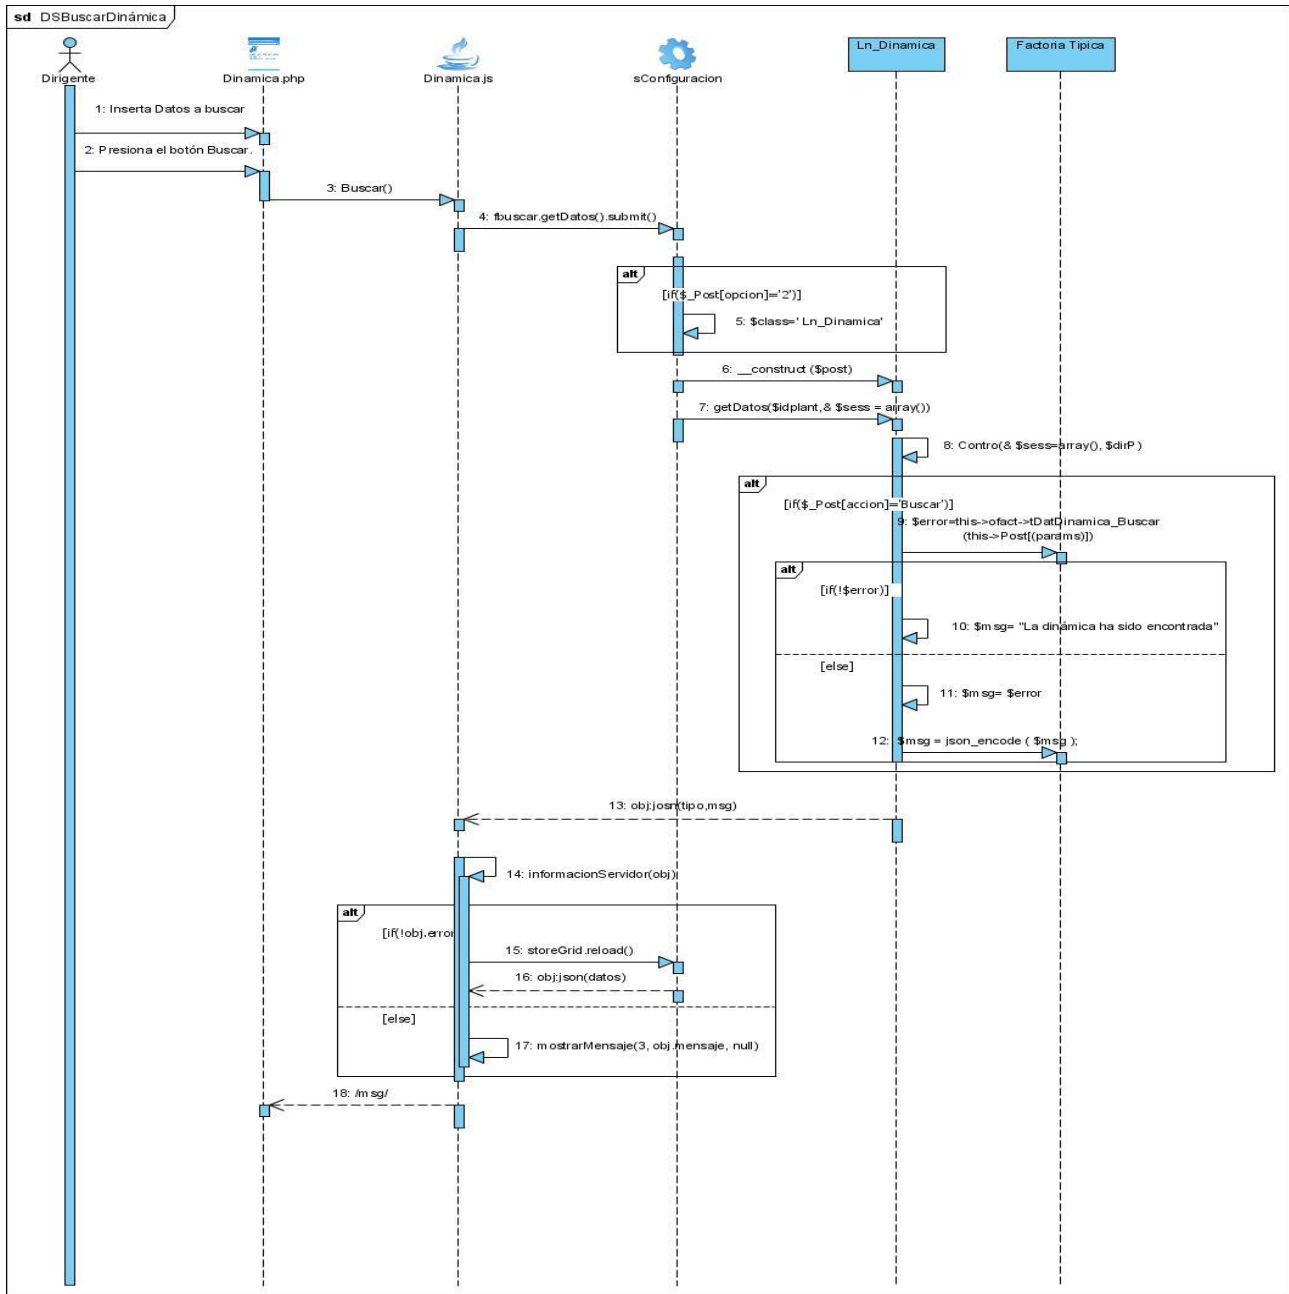 sd DSBuscarDinámica
Dirigente
Dinamica.php
Dinamica.js
sConfiguracion
Ln_Dinamica
Factoria Tipica
1: Inserta Datos a buscar
2: Presiona el botón Buscar.
3: Buscar()
4: fbuscar.getDatos().submit()
alt
[if($_Post[opcion]='2')]
5: $class=' Ln_Dinamica'
6: __construct ($post)
7: getDatos($idplant,& $sess = array())
8: Contro(& $sess=array(), $dirP )
alt
[if($_Post[accion]='Buscar')]
9: $error=this->ofact->tDatDinamica_Buscar
(this->Post[(params)])
alt
[if(!$error)]
10: $msg= "La dinámica ha sido encontrada"
[else]
11: $msg= $error
12: $msg = json_encode ( $msg );
13: obj:josn(tipo,msg)
14: informacionServidor(obj)
alt
[if(!obj.error
15: storeGrid.reload()
16: obj:json(datos)
[else]
17: mostrarMensaje(3, obj.mensaje, null)
18: /msg/